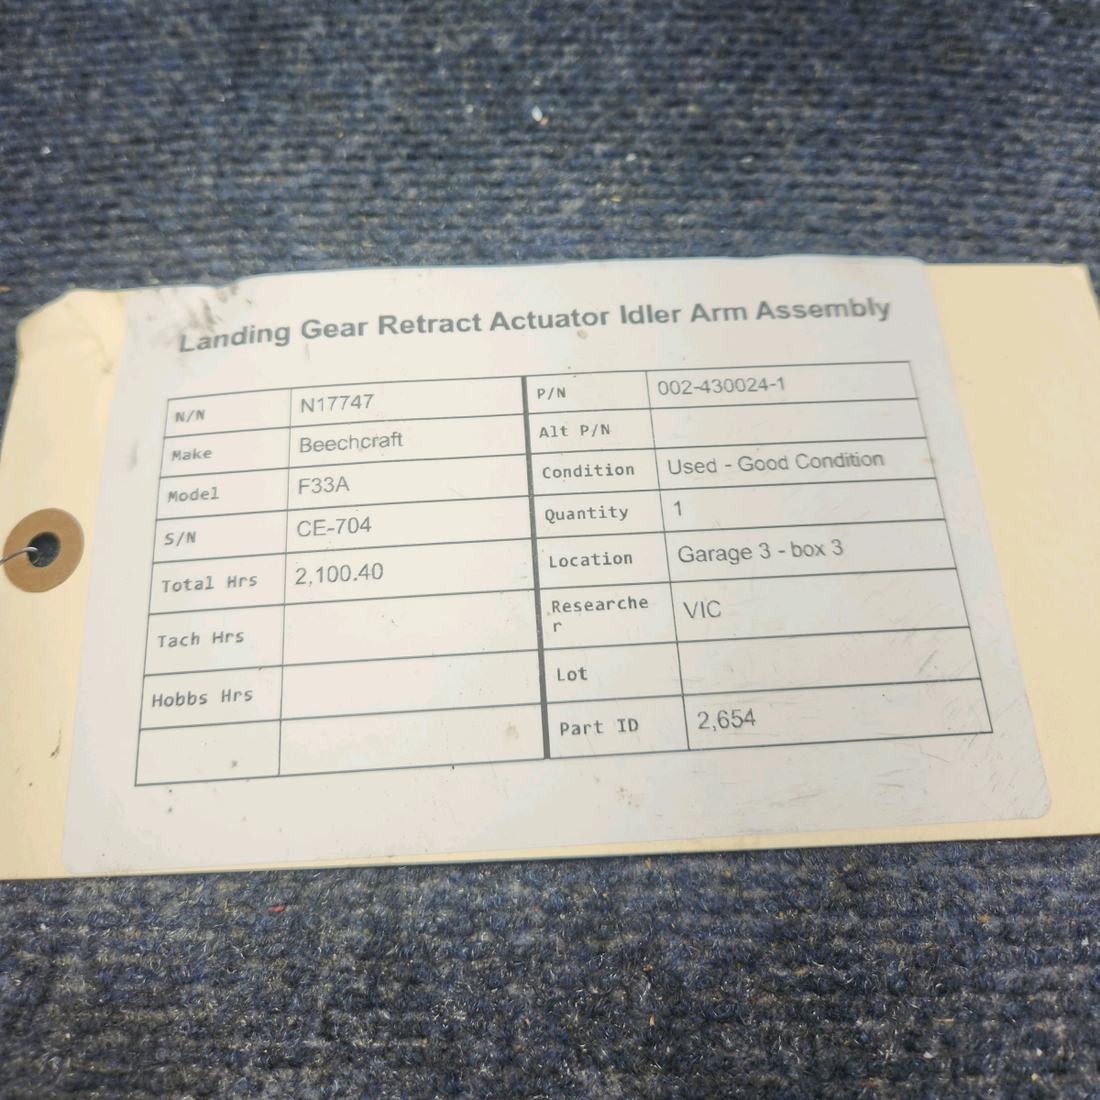 Landing Gear Retract Actuator Idler Arm Assembly
N/N N17747 P/N 002-430024-1
Make Beechcraft Alt P/N
Model F33A Condition Used - Good Condition
S/N CE-704 Quantity 1
Total Hrs 2,100.40 Location Garage 3 - box 3
Tach Hrs Researche
r VIC
Hobbs Hrs Lot
Part ID 2,654